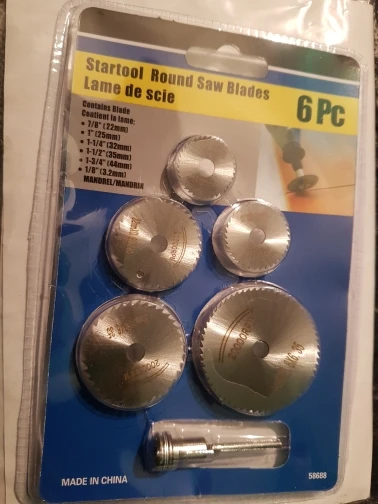 Startool Round Saw Blades
Lame de scie
6 Pc
Contains Blade
Contient in lame:
• 7/8" (22mm)
• 1" (25mm)
• 1-1/4" (32mm)
• 1-1/2" (35mm)
• 1-3/4" (44mm)
• 1/8" (3.2mm)
MANDREL/MANDRIA
MADE IN CHINA
58688